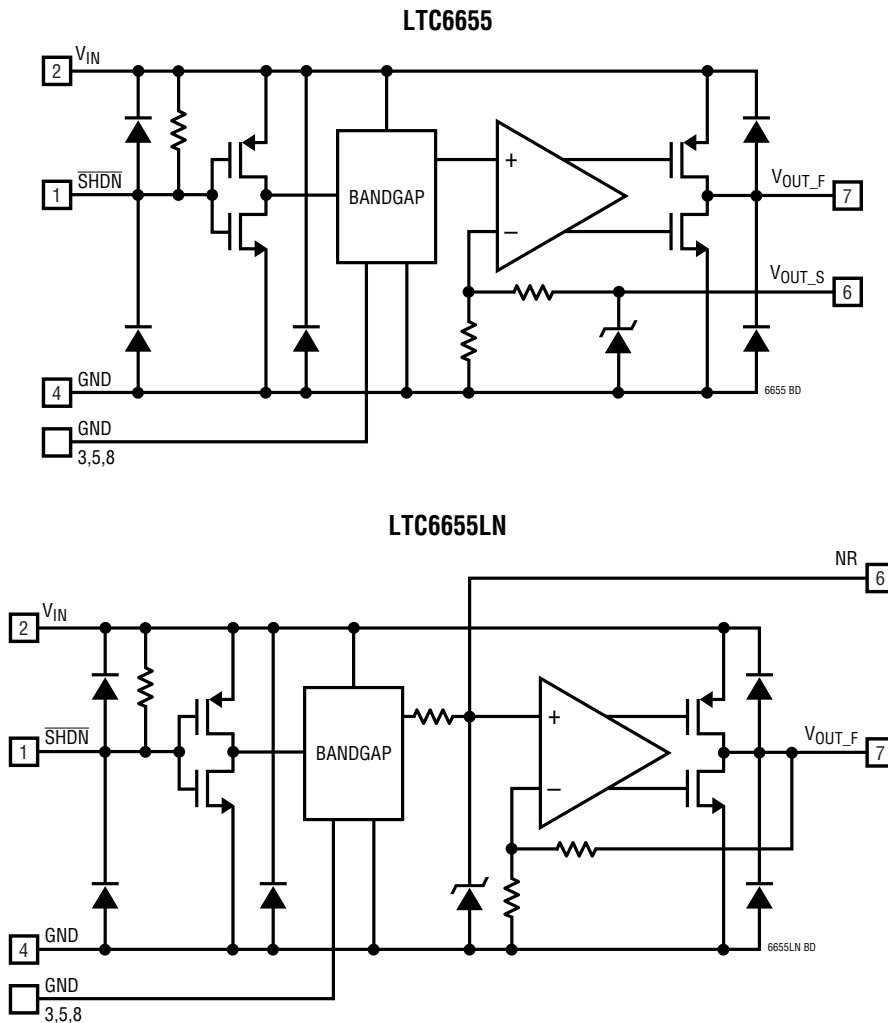 LTC6655
2 VIN
1 SHDN
BANDGAP
+
–
VOUT_F 7
VOUT_S 6
4 GND
6655 BD
GND
3,5,8
LTC6655LN
NR 6
2 VIN
1 SHDN
BANDGAP
+
–
VOUT_F 7
4 GND
6655LN BD
GND
3,5,8